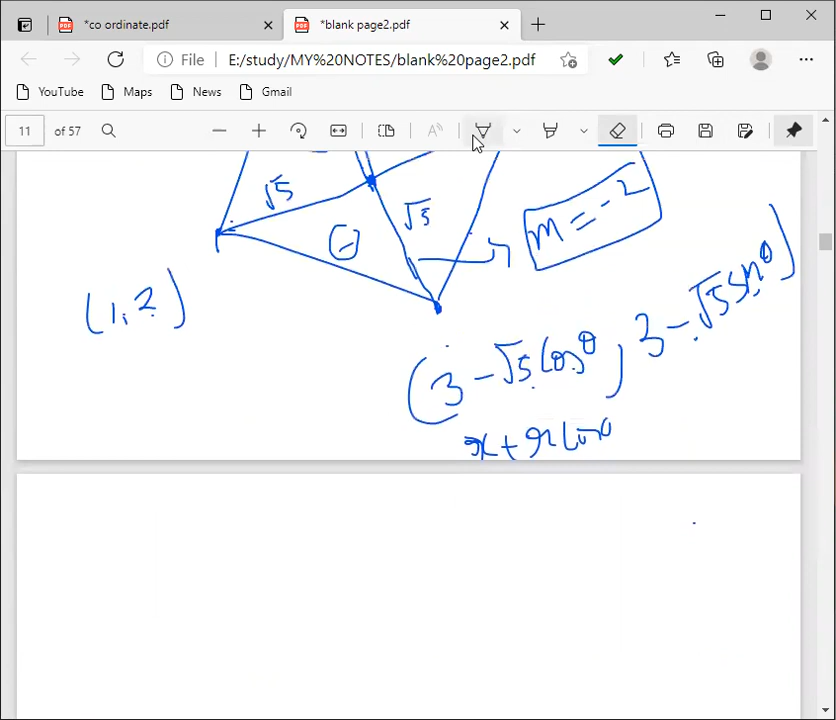 *co ordinate.pdf
*blank page2.pdf
File E:/study/MY%20NOTES/blank%20page2.pdf
YouTube Maps News Gmail
11 of 57
√5
√5
m = -2
(1, 2)
(3 - √5 cosθ, 3 - √5 sinθ)
x + r cosθ